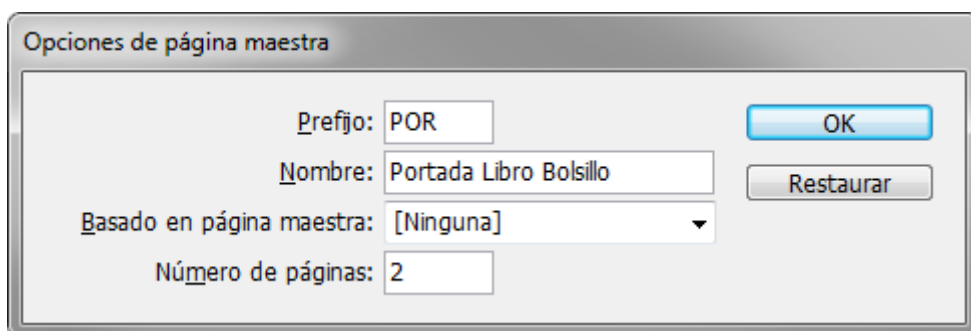 Opciones de página maestra
Prefijo: POR
OK
Nombre: Portada Libro Bolsillo
Restaurar
Basado en página maestra: [Ninguna]
Número de páginas: 2